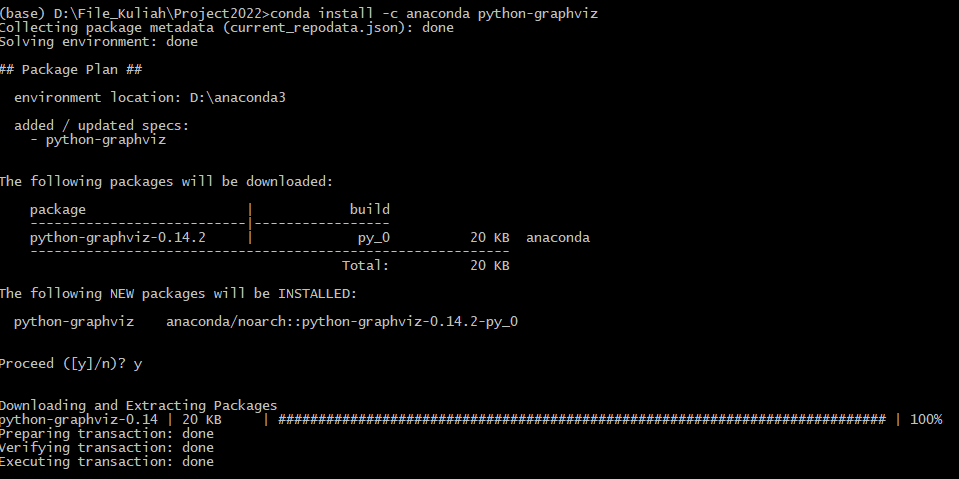 (base) D:\File_Kuliah\Project2022>conda install -c anaconda python-graphviz
Collecting package metadata (current_repodata.json): done
Solving environment: done
## Package Plan ##
  environment location: D:\anaconda3
  added / updated specs:
    - python-graphviz
The following packages will be downloaded:
    package                    |            build
    ---------------------------|-----------------
    python-graphviz-0.14.2     |             py_0          20 KB  anaconda
    ------------------------------------------------------------
                                           Total:          20 KB
The following NEW packages will be INSTALLED:
  python-graphviz    anaconda/noarch::python-graphviz-0.14.2-py_0
Proceed ([y]/n)? y
Downloading and Extracting Packages
python-graphviz-0.14 | 20 KB     | ############################################################################ | 100%
Preparing transaction: done
Verifying transaction: done
Executing transaction: done